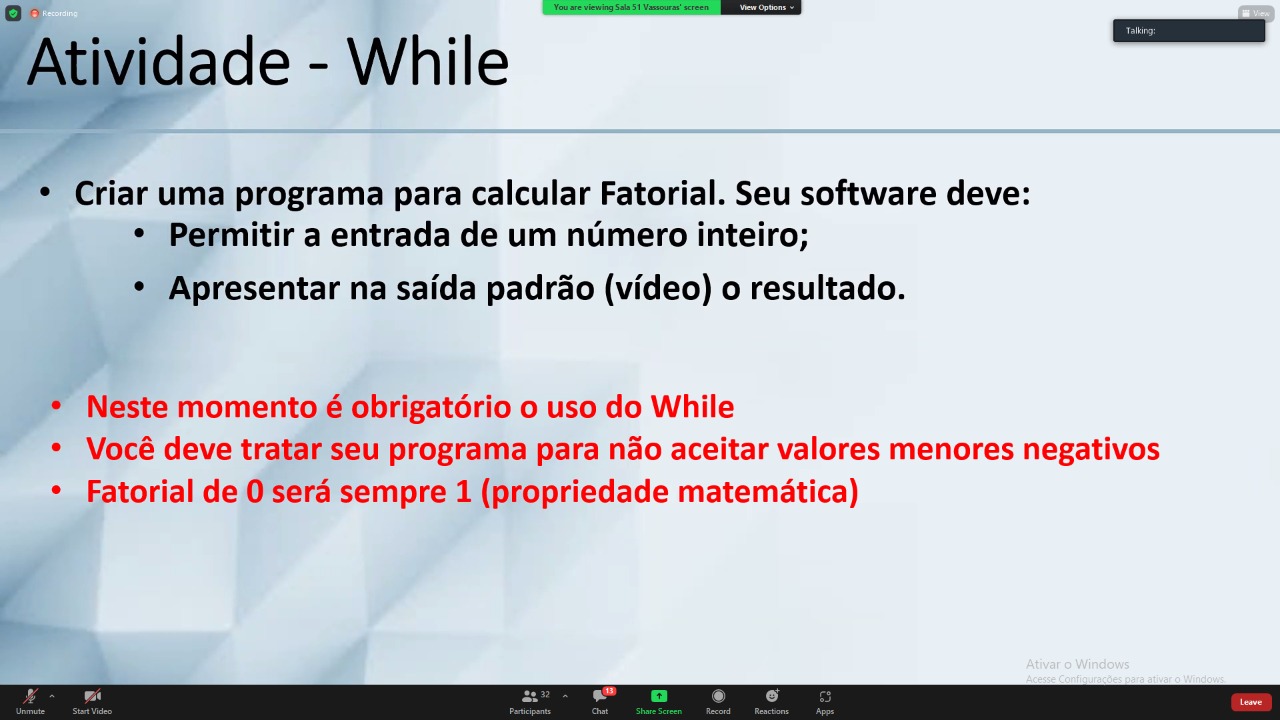 Recording
You are viewing Sala 51 Vassouras' screen
View Options
View
Talking:
Atividade - While
• Criar uma programa para calcular Fatorial. Seu software deve:
• Permitir a entrada de um número inteiro;
• Apresentar na saída padrão (vídeo) o resultado.
• Neste momento é obrigatório o uso do While
• Você deve tratar seu programa para não aceitar valores menores negativos
• Fatorial de 0 será sempre 1 (propriedade matemática)
Ativar o Windows
Acesse Configurações para ativar o Windows.
Unmute
Start Video
32
Participants
13
Chat
Share Screen
Record
Reactions
Apps
Leave